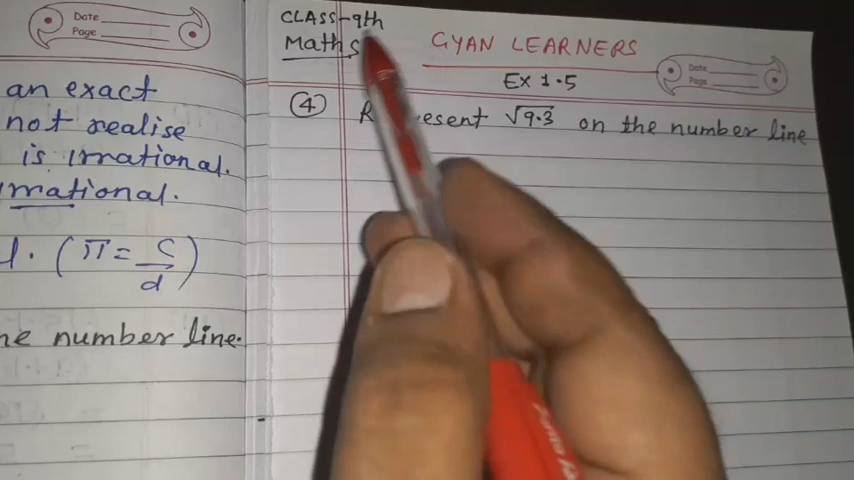 Date
Page
an exact
not realise
is irrational.
irrational.
(π = c/d)
number line.
CLASS-9th
Maths
GYAN LEARNERS
Date
Page
Ex 1.5
④ esent √9.3 on the number line